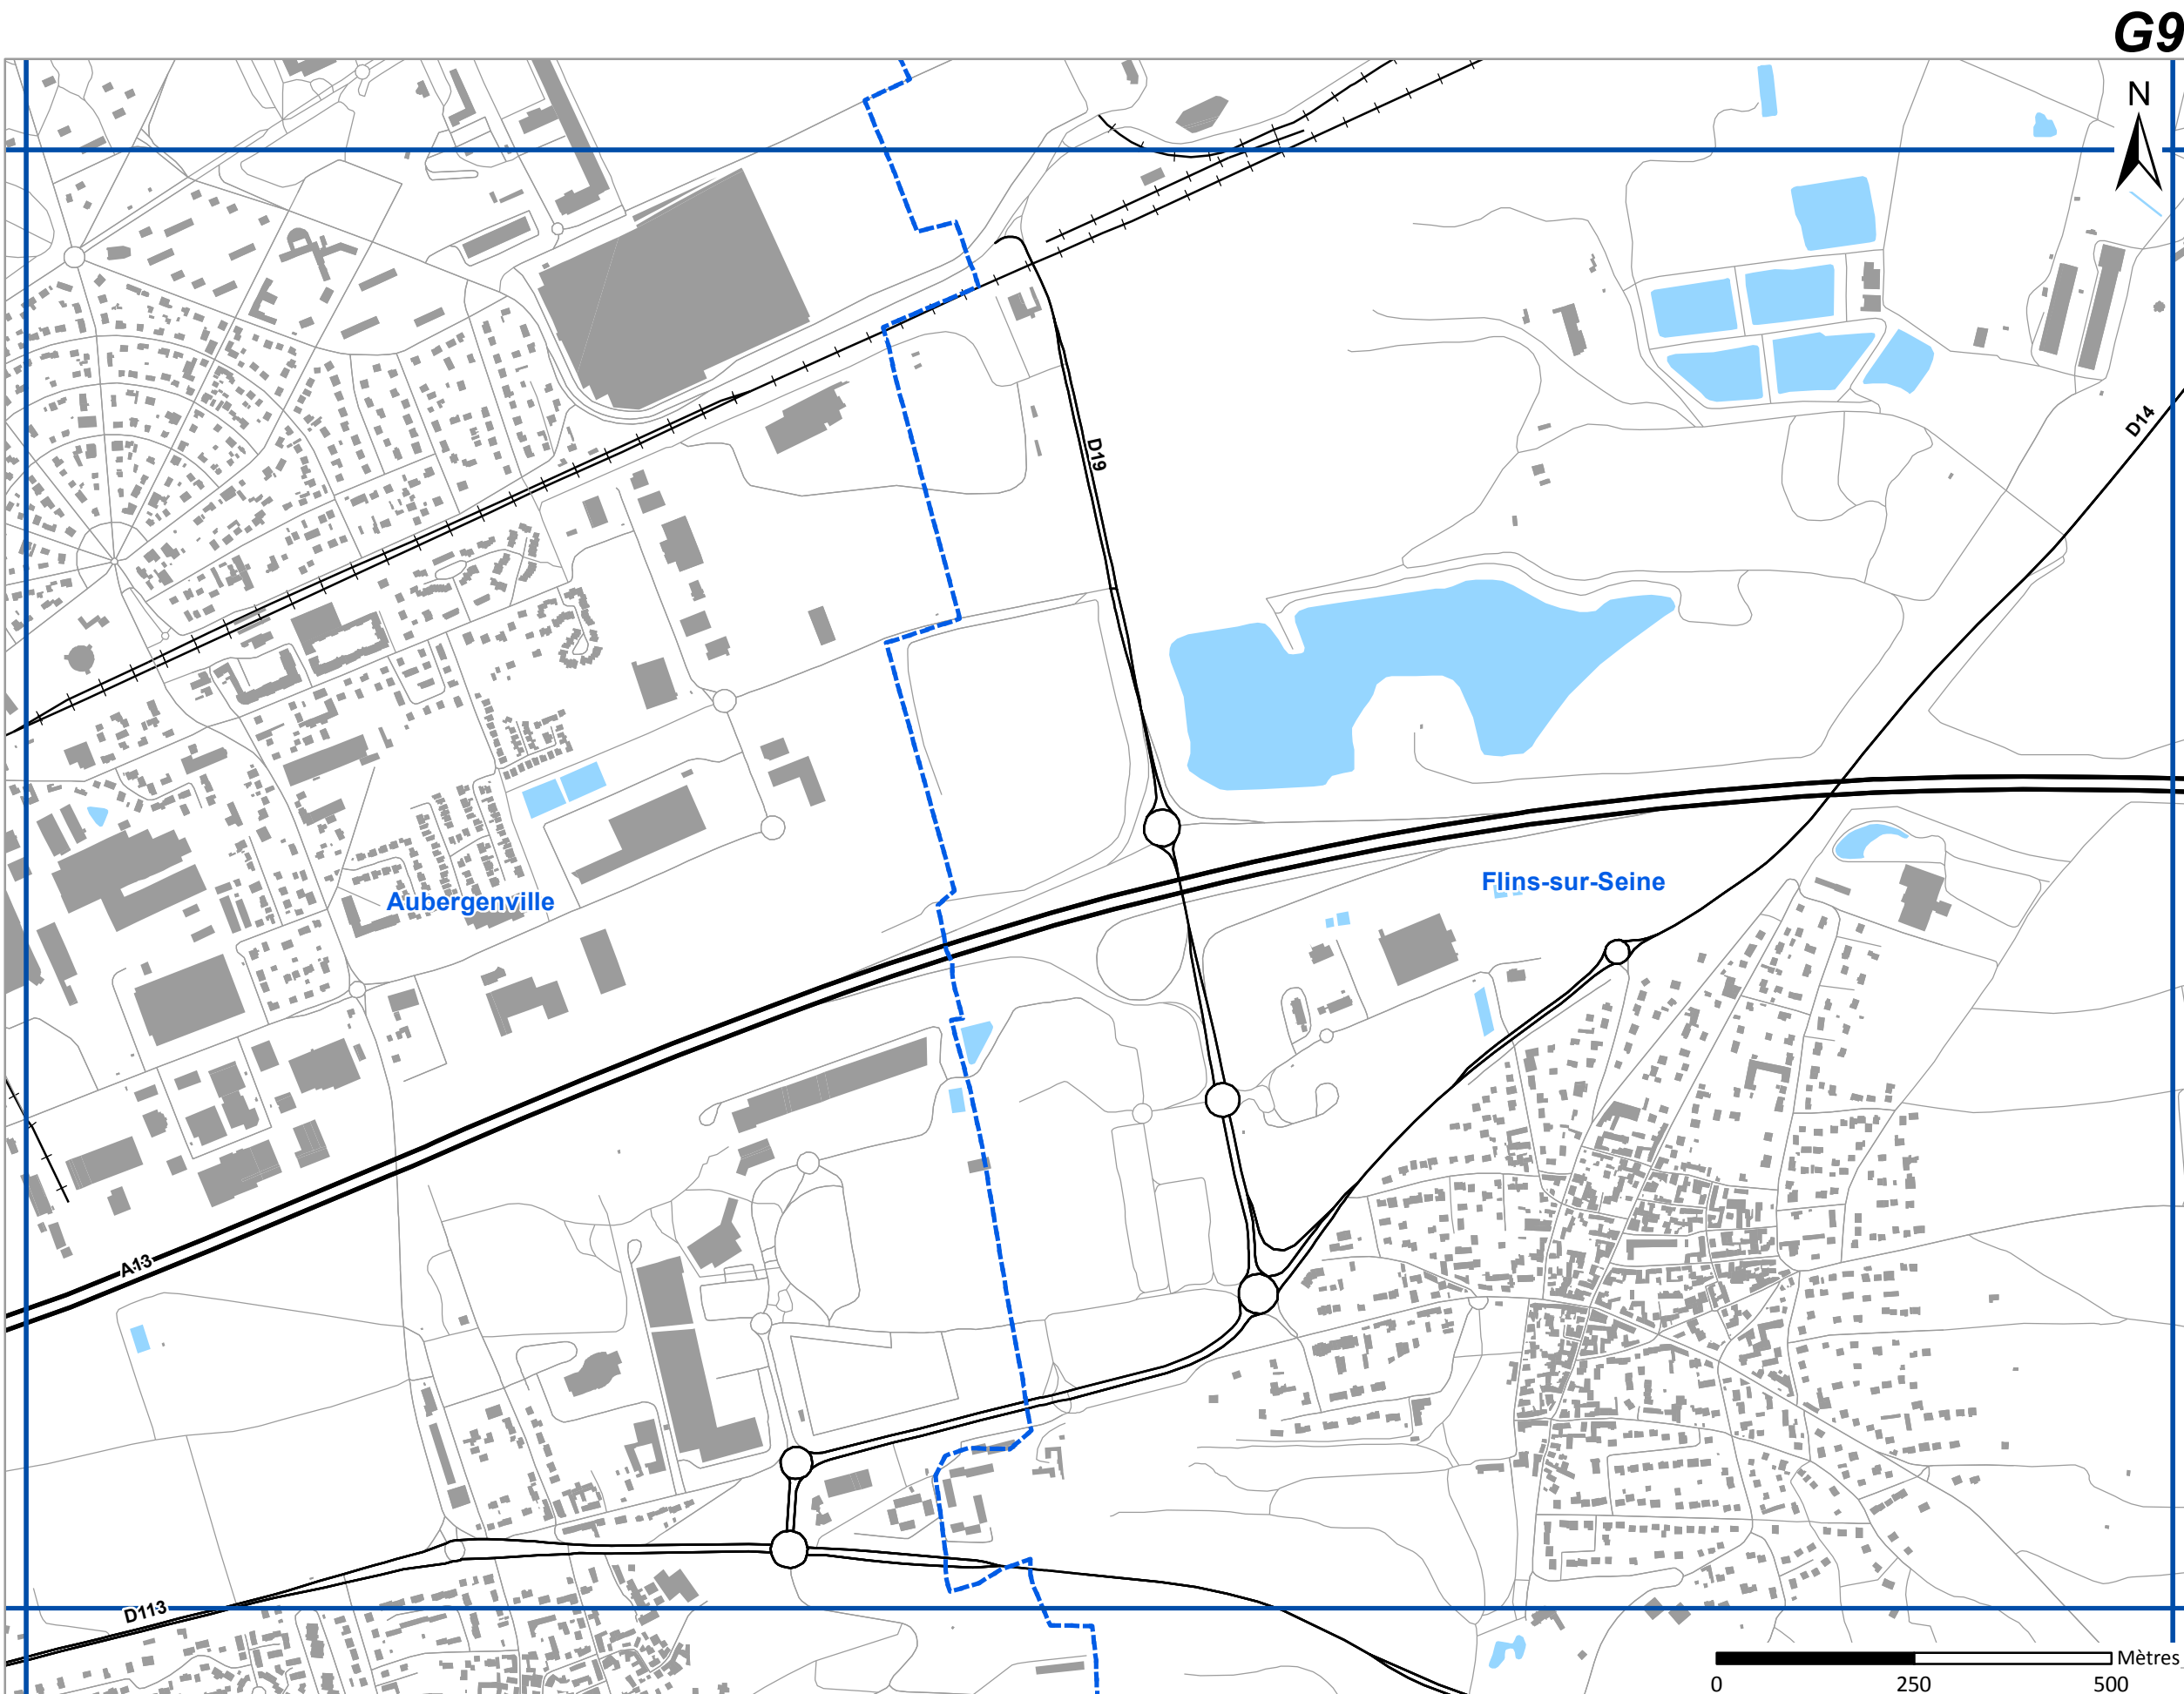 G9
N
D14
D19
Flins-sur-Seine
Aubergenville
A13
D113
Mètres
0 250 500